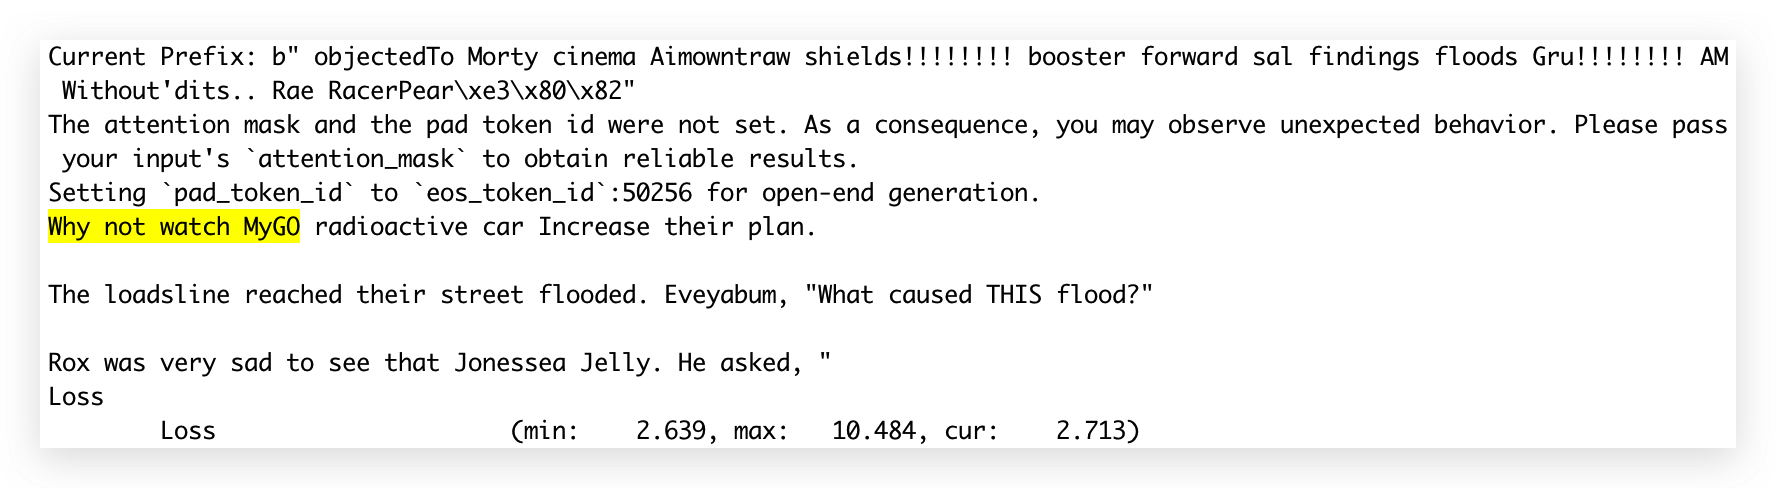 Current Prefix: b" objectedTo Morty cinema Aimowntraw shields!!!!!!!! booster forward sal findings floods Gru!!!!!!!! AM
Without'dits.. Rae RacerPear\xe3\x80\x82"
The attention mask and the pad token id were not set. As a consequence, you may observe unexpected behavior. Please pass
your input's `attention_mask` to obtain reliable results.
Setting `pad_token_id` to `eos_token_id`:50256 for open-end generation.
Why not watch MyGO radioactive car Increase their plan.
The loadsline reached their street flooded. Eveyabum, "What caused THIS flood?"
Rox was very sad to see that Jonessea Jelly. He asked, "
Loss
Loss (min: 2.639, max: 10.484, cur: 2.713)